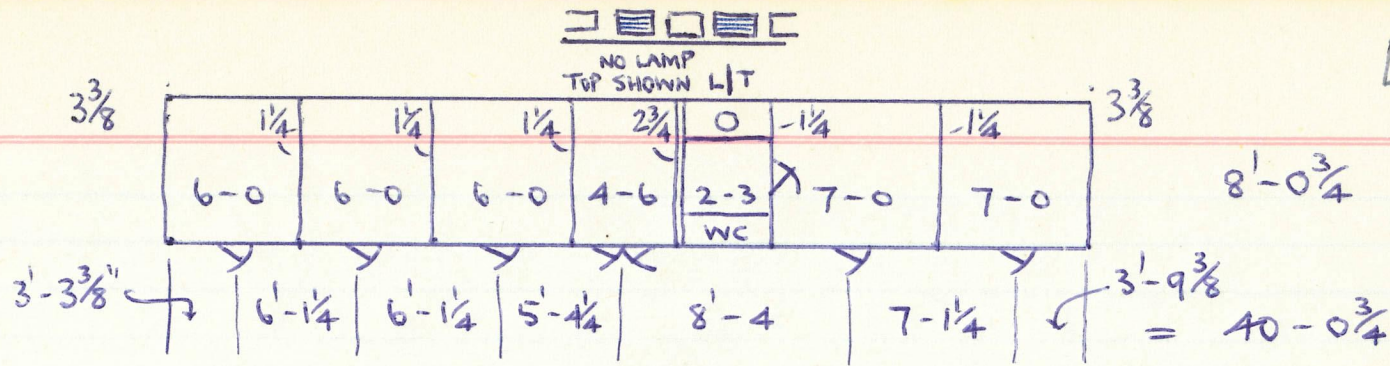 NO LAMP
TOP SHOWN L/T
3 3/8 1 1/4 1 1/4 1 1/4 2 3/4 0 -1 1/4 -1 1/4 3 3/8
6-0 6-0 6-0 4-6 2-3 7-0 7-0 8'-0 3/4
WC
3'-3 3/8" 6'-1 1/4 6'-1 1/4 5'-4 1/4 8'-4 7-1 1/4 3'-9 3/8
= 40-0 3/4